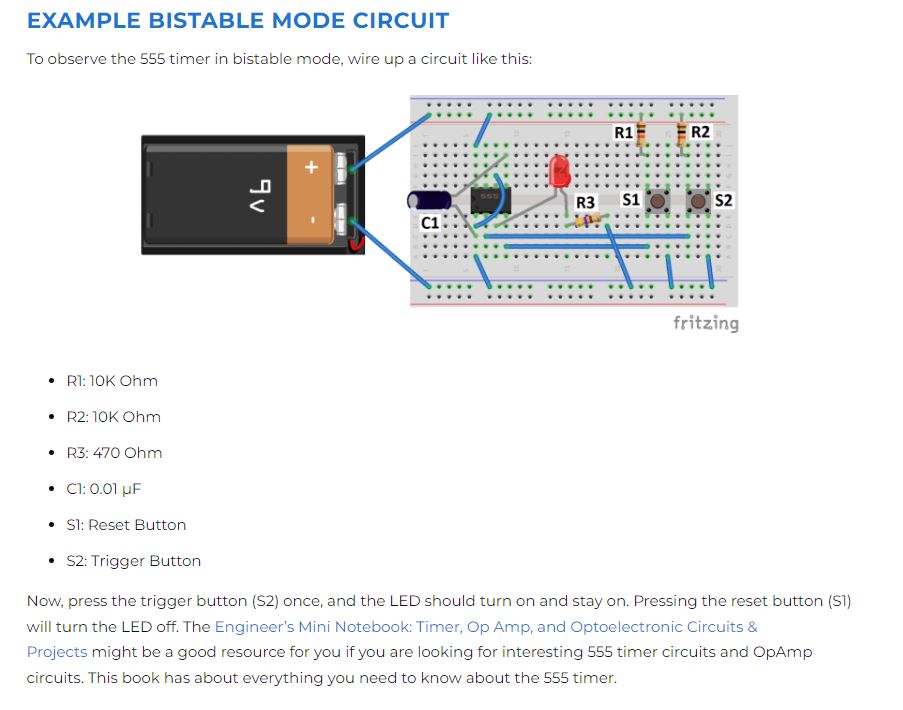 EXAMPLE BISTABLE MODE CIRCUIT
To observe the 555 timer in bistable mode, wire up a circuit like this:
R1
R2
+
9V
-
555
C1
R3
S1
S2
fritzing
• R1: 10K Ohm
• R2: 10K Ohm
• R3: 470 Ohm
• C1: 0.01 µF
• S1: Reset Button
• S2: Trigger Button
Now, press the trigger button (S2) once, and the LED should turn on and stay on. Pressing the reset button (S1)
will turn the LED off. The Engineer's Mini Notebook: Timer, Op Amp, and Optoelectronic Circuits &
Projects might be a good resource for you if you are looking for interesting 555 timer circuits and OpAmp
circuits. This book has about everything you need to know about the 555 timer.